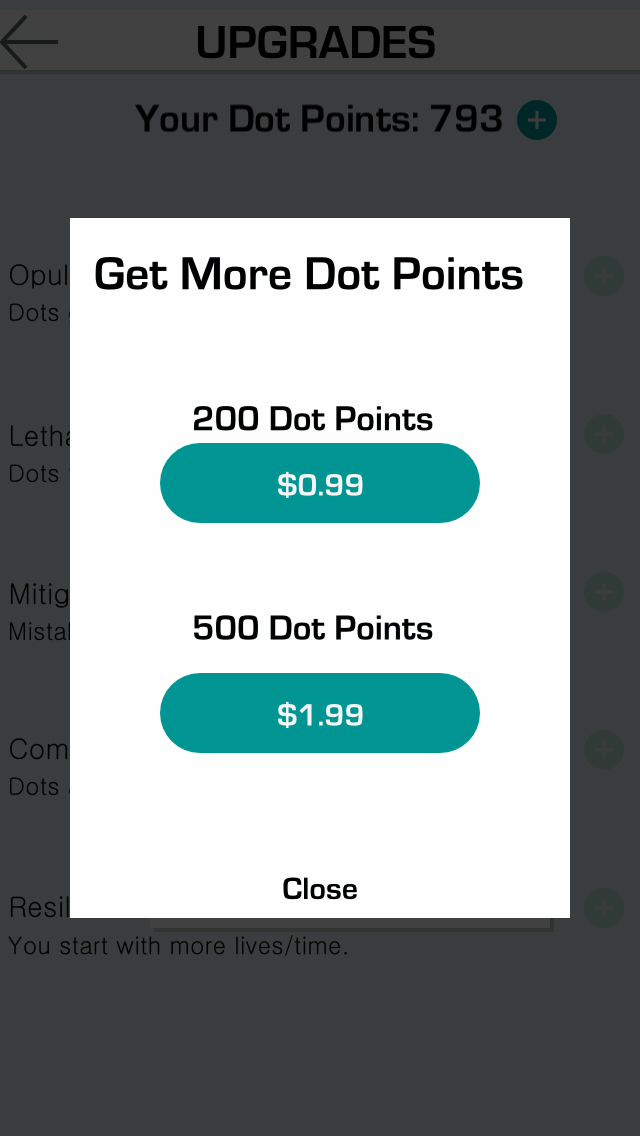 UPGRADES
Your Dot Points: 793
Get More Dot Points
Opul
Dots
200 Dot Points
Letha
Dots
$0.99
Mitig
Mistak
500 Dot Points
$1.99
Com
Dots
Close
Resil
You start with more lives/time.